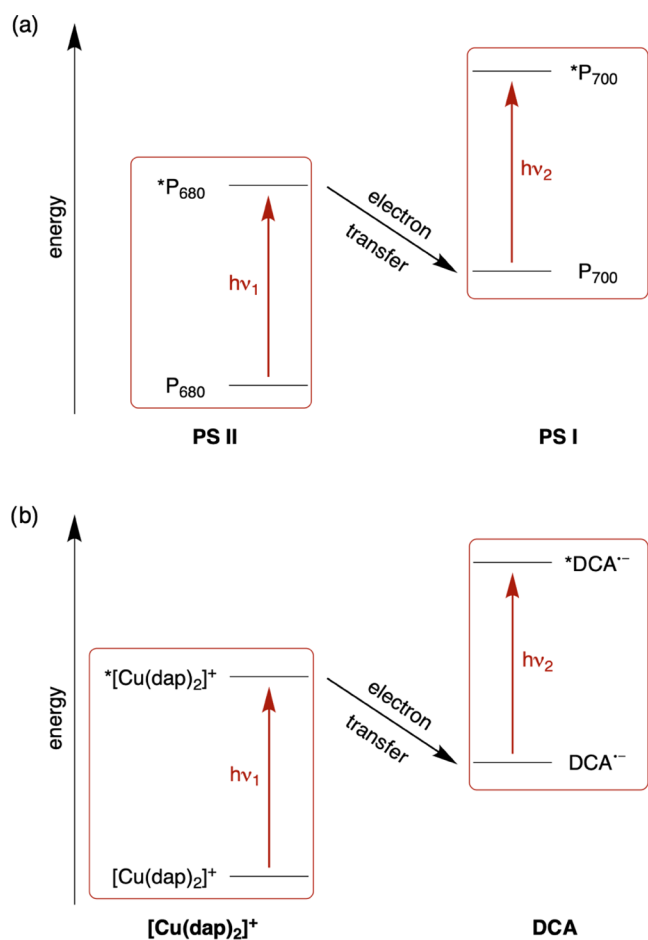 (a)
energy
*P₆₈₀
hν₁
P₆₈₀
PS II
electron
transfer
*P₇₀₀
hν₂
P₇₀₀
PS I
(b)
energy
*[Cu(dap)₂]⁺
hν₁
[Cu(dap)₂]⁺
[Cu(dap)₂]⁺
electron
transfer
*DCA•⁻
hν₂
DCA•⁻
DCA